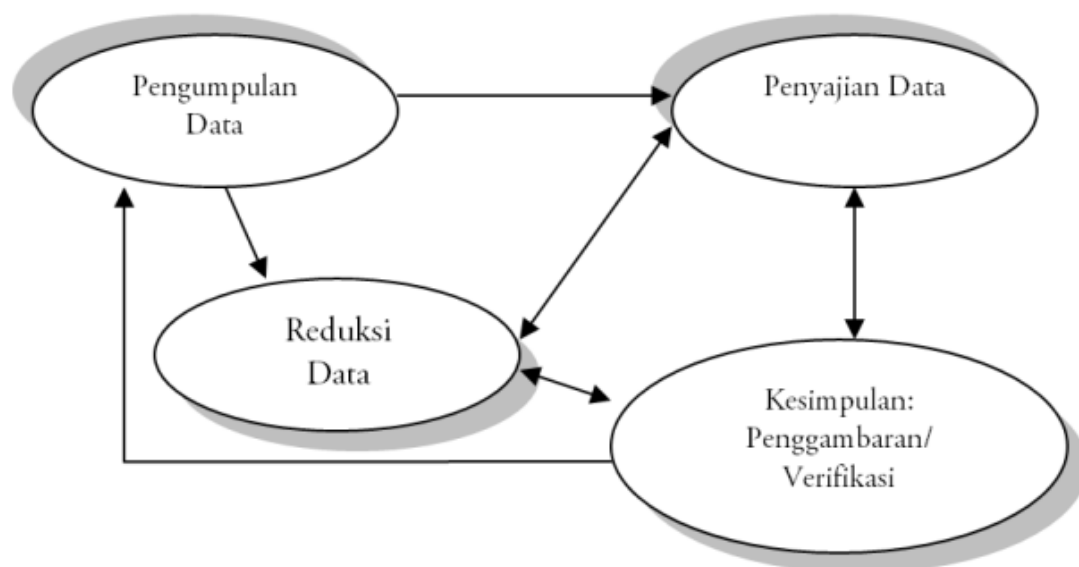 Pengumpulan
Data
Penyajian Data
Reduksi
Data
Kesimpulan:
Penggambaran/
Verifikasi